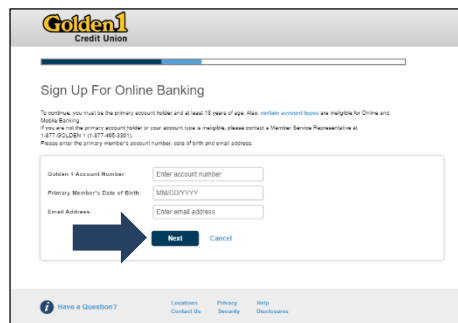 Golden1
Credit Union
Sign Up For Online Banking
To continue, you must be the primary account holder and at least 18 years of age. Also, certain account types are ineligible for Online and
Mobile Banking.
If you are not the primary account holder or your account type is ineligible, please contact a Member Service Representative at
1-877-GOLDEN 1 (1-877-465-3361).
Please enter the primary member's account number, date of birth and email address.
Golden 1 Account Number: Enter account number
Primary Member's Date of Birth: MM/DD/YYYY
Email Address: Enter email address
Next Cancel
i Have a Question? Locations Privacy Help
Contact Us Security Disclosures